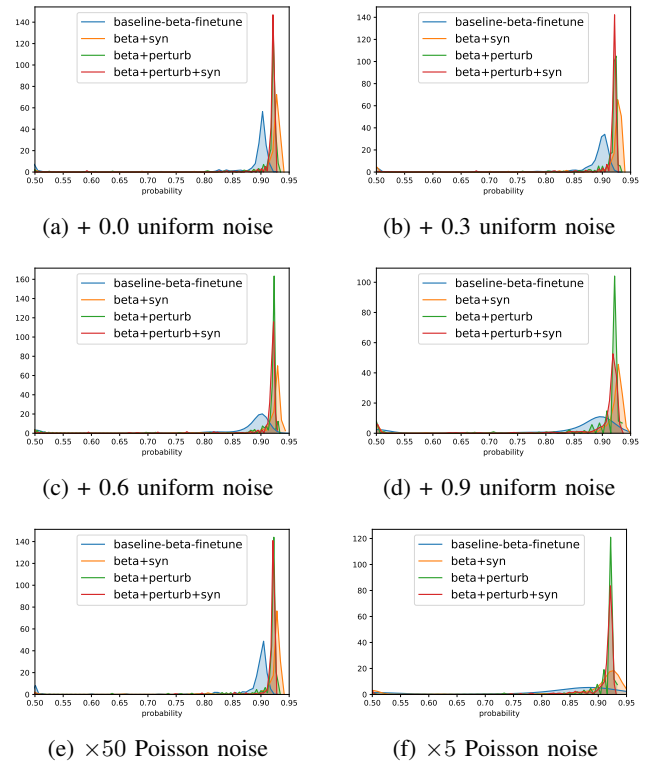 140
120
100
80
60
40
20
0
0.50 0.55 0.60 0.65 0.70 0.75 0.80 0.85 0.90 0.95
probability
baseline-beta-finetune
beta+syn
beta+perturb
beta+perturb+syn
(a) + 0.0 uniform noise
140
120
100
80
60
40
20
0
0.50 0.55 0.60 0.65 0.70 0.75 0.80 0.85 0.90 0.95
probability
baseline-beta-finetune
beta+syn
beta+perturb
beta+perturb+syn
(b) + 0.3 uniform noise
160
140
120
100
80
60
40
20
0
0.50 0.55 0.60 0.65 0.70 0.75 0.80 0.85 0.90 0.95
probability
baseline-beta-finetune
beta+syn
beta+perturb
beta+perturb+syn
(c) + 0.6 uniform noise
100
80
60
40
20
0
0.50 0.55 0.60 0.65 0.70 0.75 0.80 0.85 0.90 0.95
probability
baseline-beta-finetune
beta+syn
beta+perturb
beta+perturb+syn
(d) + 0.9 uniform noise
140
120
100
80
60
40
20
0
0.50 0.55 0.60 0.65 0.70 0.75 0.80 0.85 0.90 0.95
probability
baseline-beta-finetune
beta+syn
beta+perturb
beta+perturb+syn
(e) ×50 Poisson noise
120
100
80
60
40
20
0
0.50 0.55 0.60 0.65 0.70 0.75 0.80 0.85 0.90 0.95
probability
baseline-beta-finetune
beta+syn
beta+perturb
beta+perturb+syn
(f) ×5 Poisson noise